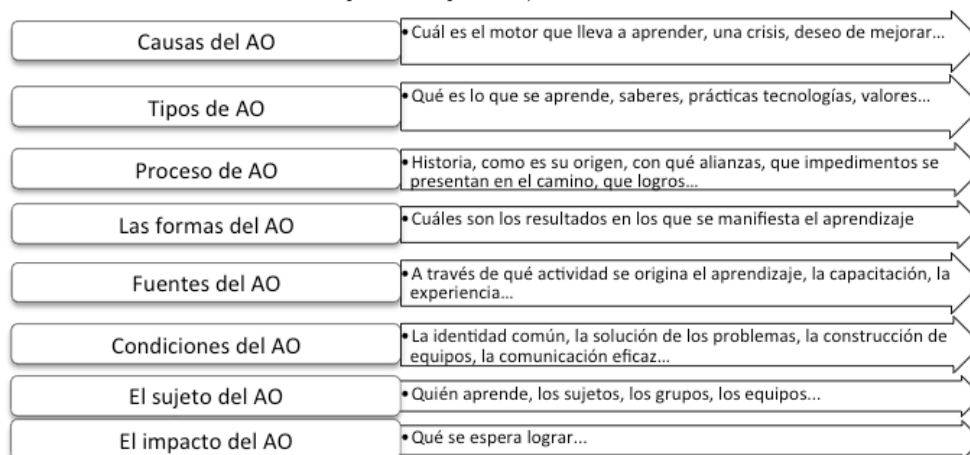 Causas del AO
•Cuál es el motor que lleva a aprender, una crisis, deseo de mejorar...
Tipos de AO
•Qué es lo que se aprende, saberes, prácticas tecnologías, valores...
Proceso de AO
•Historia, como es su origen, con qué alianzas, que impedimentos se
presentan en el camino, que logros...
Las formas del AO
•Cuáles son los resultados en los que se manifiesta el aprendizaje
Fuentes del AO
•A través de qué actividad se origina el aprendizaje, la capacitación, la
experiencia...
Condiciones del AO
•La identidad común, la solución de los problemas, la construcción de
equipos, la comunicación eficaz...
El sujeto del AO
•Quién aprende, los sujetos, los grupos, los equipos...
El impacto del AO
•Qué se espera lograr...